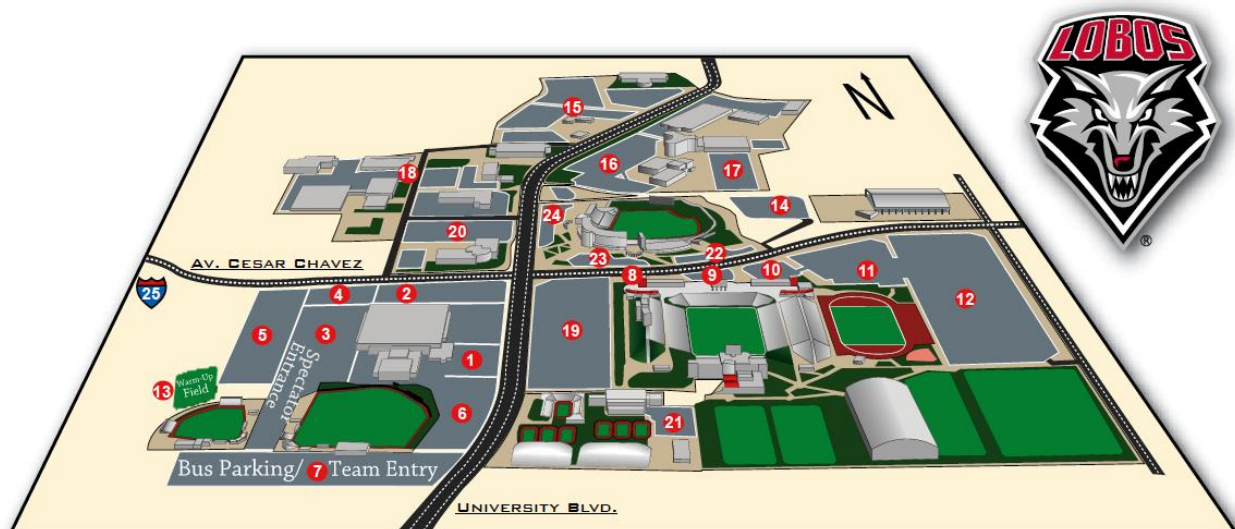 LOBOS
®
N
15
16
17
18
14
24
20
23
22
AV. CESAR CHAVEZ
25
8
9
10
11
4
2
12
5
3
19
Spectator
Entrance
1
13
Warm-Up
Field
6
21
Bus Parking/ 7 Team Entry
UNIVERSITY BLVD.